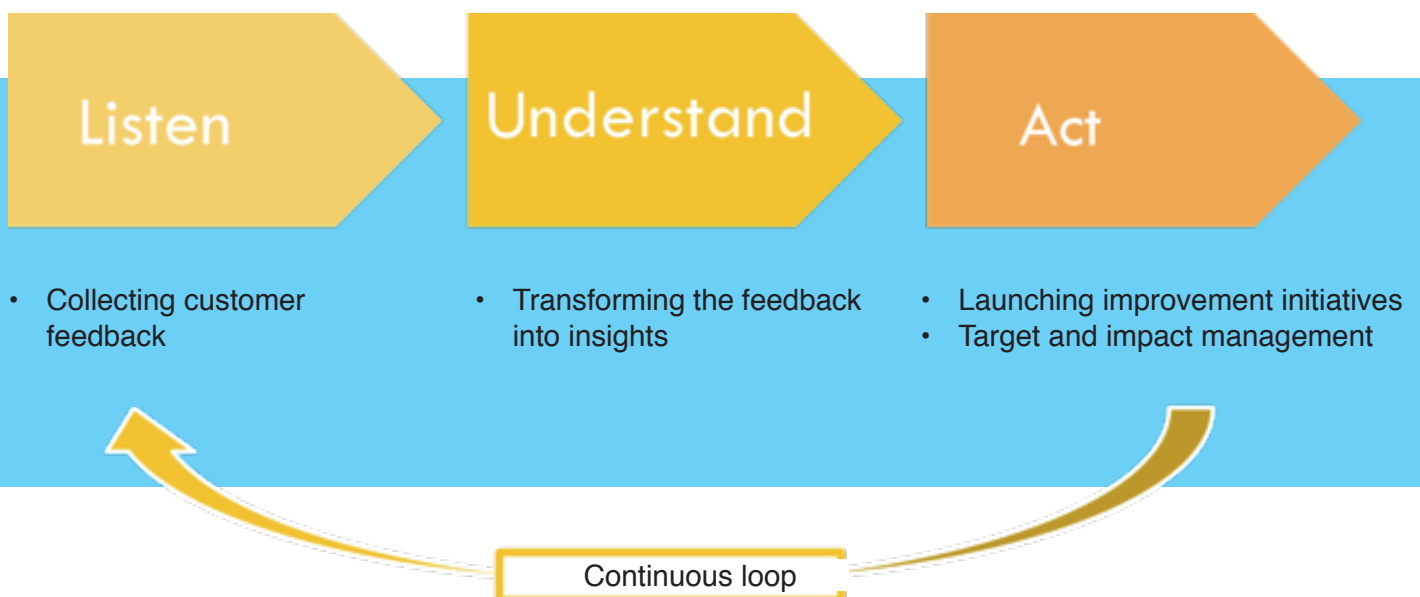 Listen
Understand
Act
• Collecting customer
feedback
• Transforming the feedback
into insights
• Launching improvement initiatives
• Target and impact management
Continuous loop